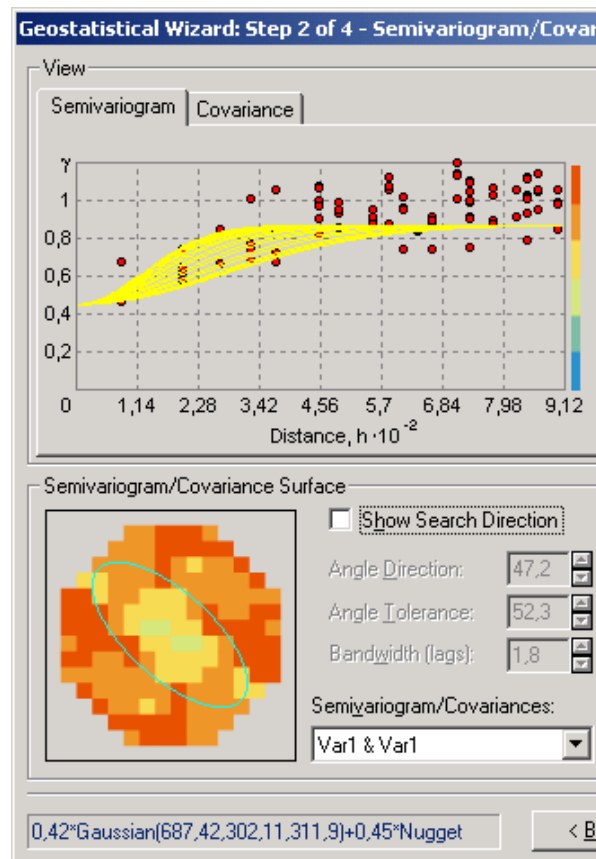 Geostatistical Wizard: Step 2 of 4 - Semivariogram/Covar
View
Semivariogram Covariance
γ
1
0,8
0,6
0,4
0,2
0 1,14 2,28 3,42 4,56 5,7 6,84 7,98 9,12
Distance, h·10⁻²
Semivariogram/Covariance Surface
Show Search Direction
Angle Direction: 47,2
Angle Tolerance: 52,3
Bandwidth (lags): 1,8
Semivariogram/Covariances:
Var1 & Var1
0,42*Gaussian(687,42,302,11,311,9)+0,45*Nugget < B